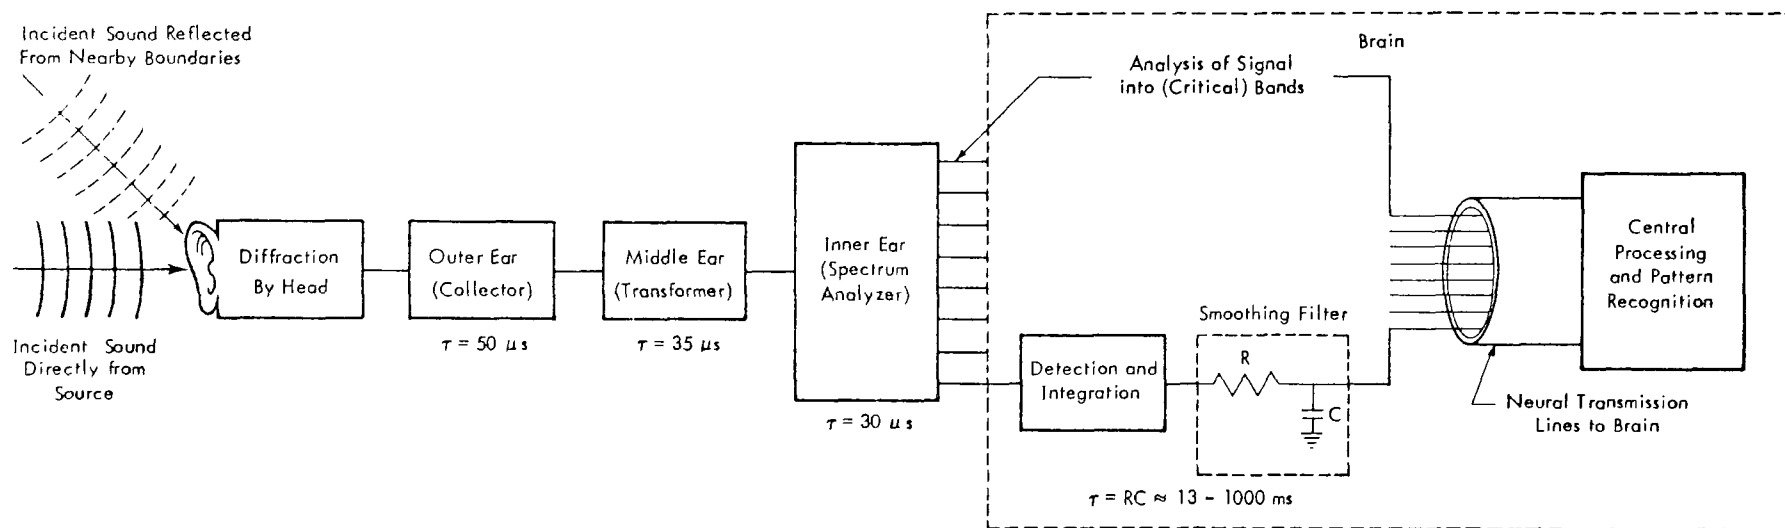 Incident Sound Reflected
From Nearby Boundaries
Incident Sound
Directly from
Source
Diffraction
By Head
Outer Ear
(Collector)
τ = 50 μs
Middle Ear
(Transformer)
τ = 35 μs
Inner Ear
(Spectrum
Analyzer)
τ = 30 μs
Brain
Analysis of Signal
into (Critical) Bands
Detection and
Integration
Smoothing Filter
R
C
τ = RC ≈ 13 - 1000 ms
Neural Transmission
Lines to Brain
Central
Processing
and Pattern
Recognition